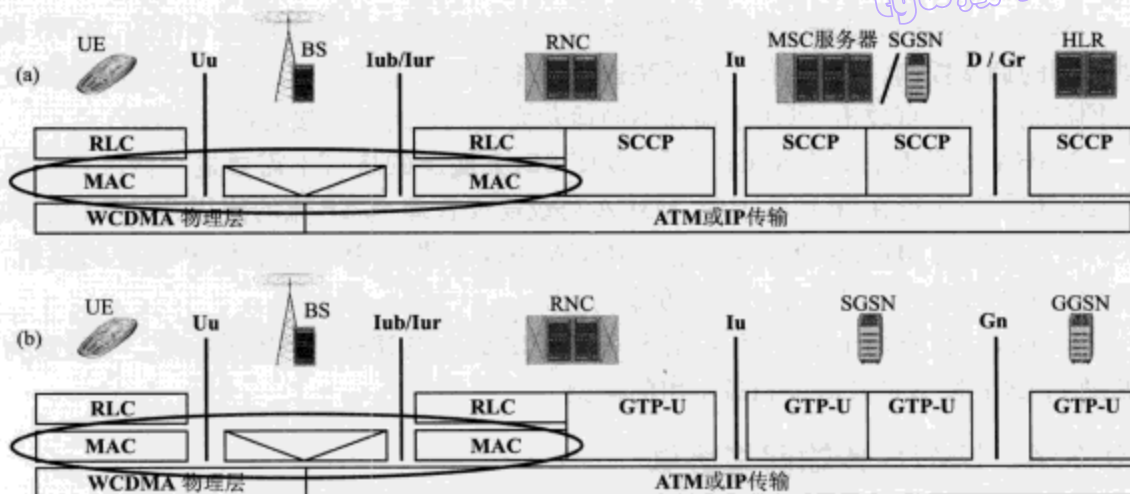 UE BS RNC MSC服务器 SGSN HLR
(a) Uu Iub/Iur Iu D / Gr
RLC RLC SCCP SCCP SCCP SCCP
MAC MAC
WCDMA 物理层 ATM或IP传输
UE BS RNC SGSN GGSN
(b) Uu Iub/Iur Iu Gn
RLC RLC GTP-U GTP-U GTP-U GTP-U
MAC MAC
WCDMA 物理层 ATM或IP传输